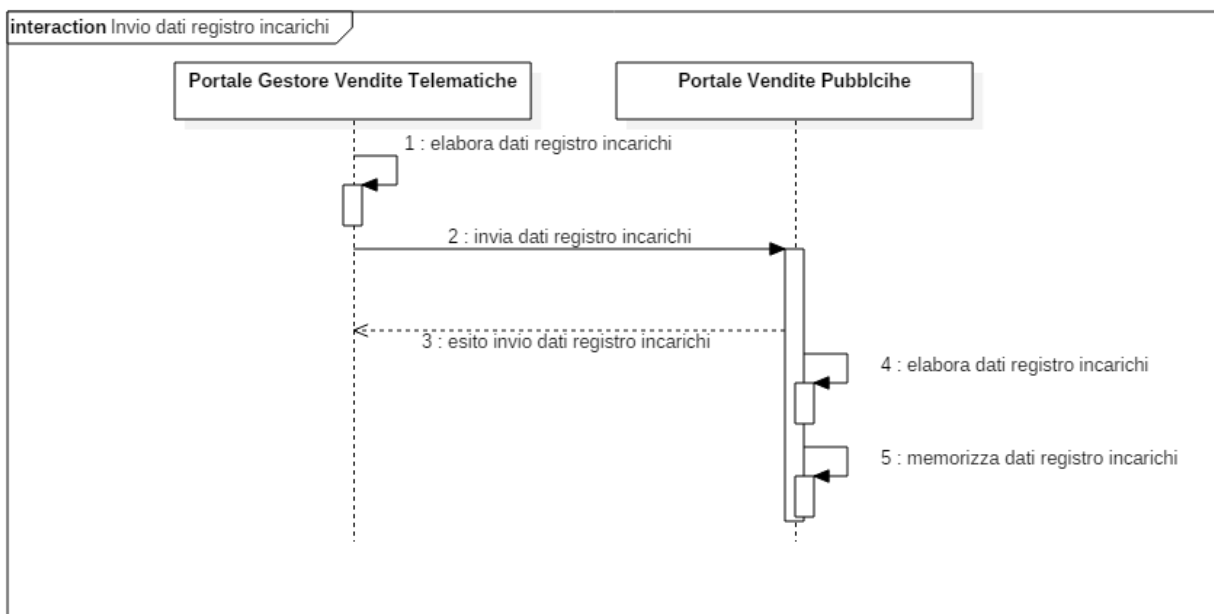 interaction Invio dati registro incarichi
Portale Gestore Vendite Telematiche
Portale Vendite Pubblcihe
1 : elabora dati registro incarichi
2 : invia dati registro incarichi
3 : esito invio dati registro incarichi
4 : elabora dati registro incarichi
5 : memorizza dati registro incarichi